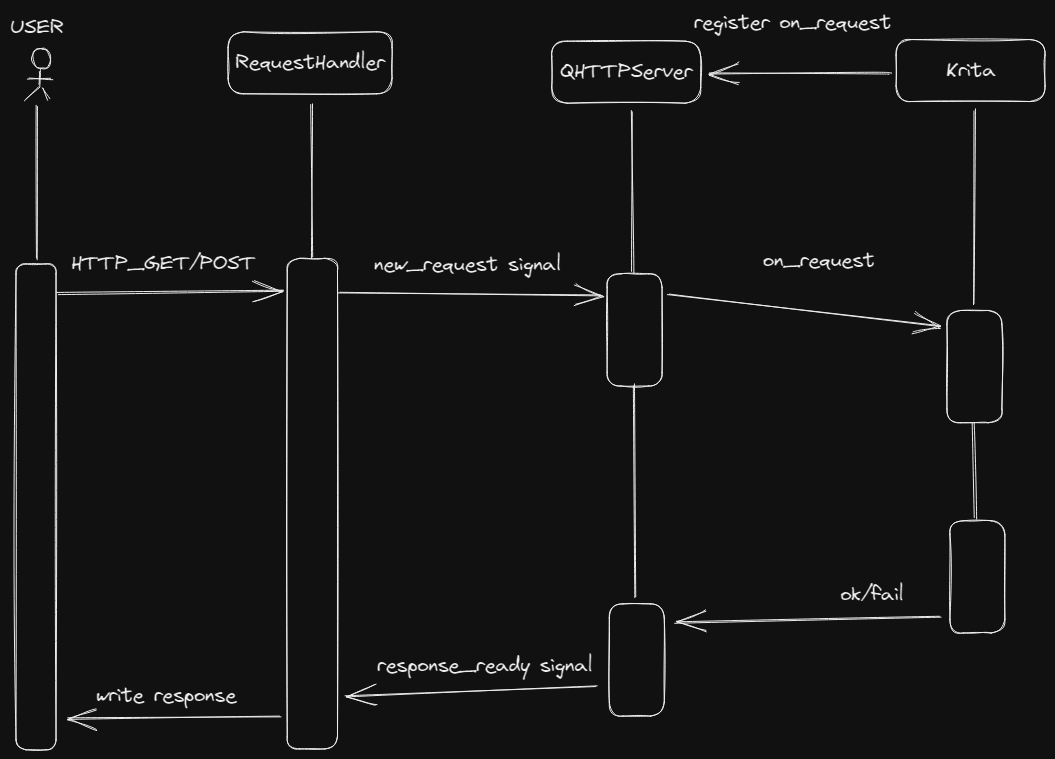 USER
RequestHandler
QHTTPServer
register on_request
Krita
HTTP_GET/POST
new_request signal
on_request
ok/fail
response_ready signal
write response